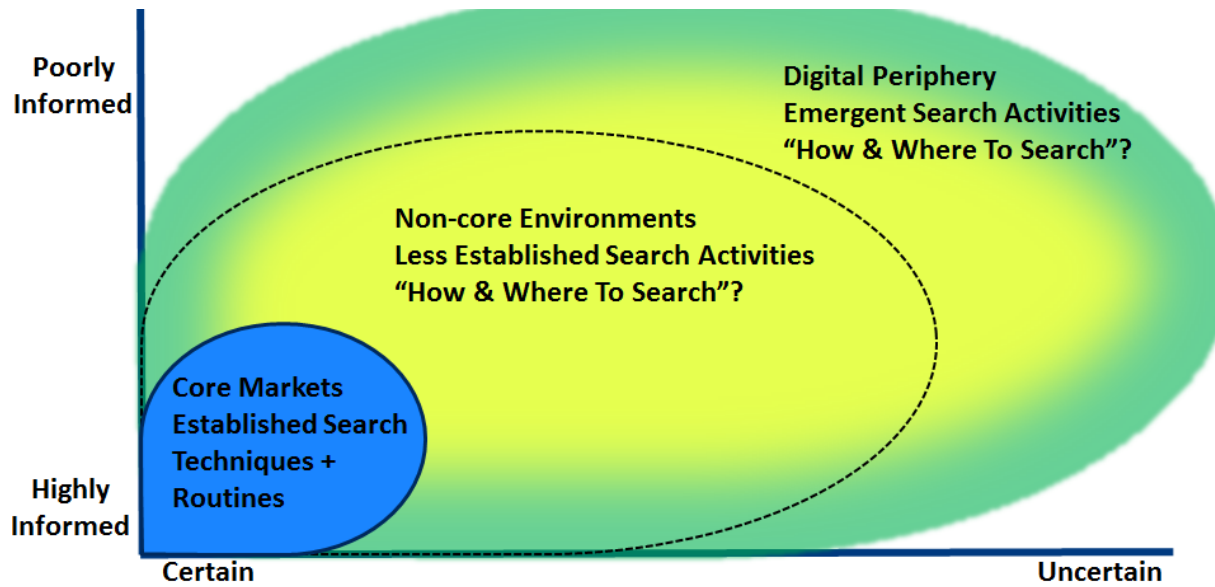 Poorly
Informed
Digital Periphery
Emergent Search Activities
“How & Where To Search”?
Non-core Environments
Less Established Search Activities
“How & Where To Search”?
Core Markets
Established Search
Techniques +
Routines
Highly
Informed
Certain
Uncertain